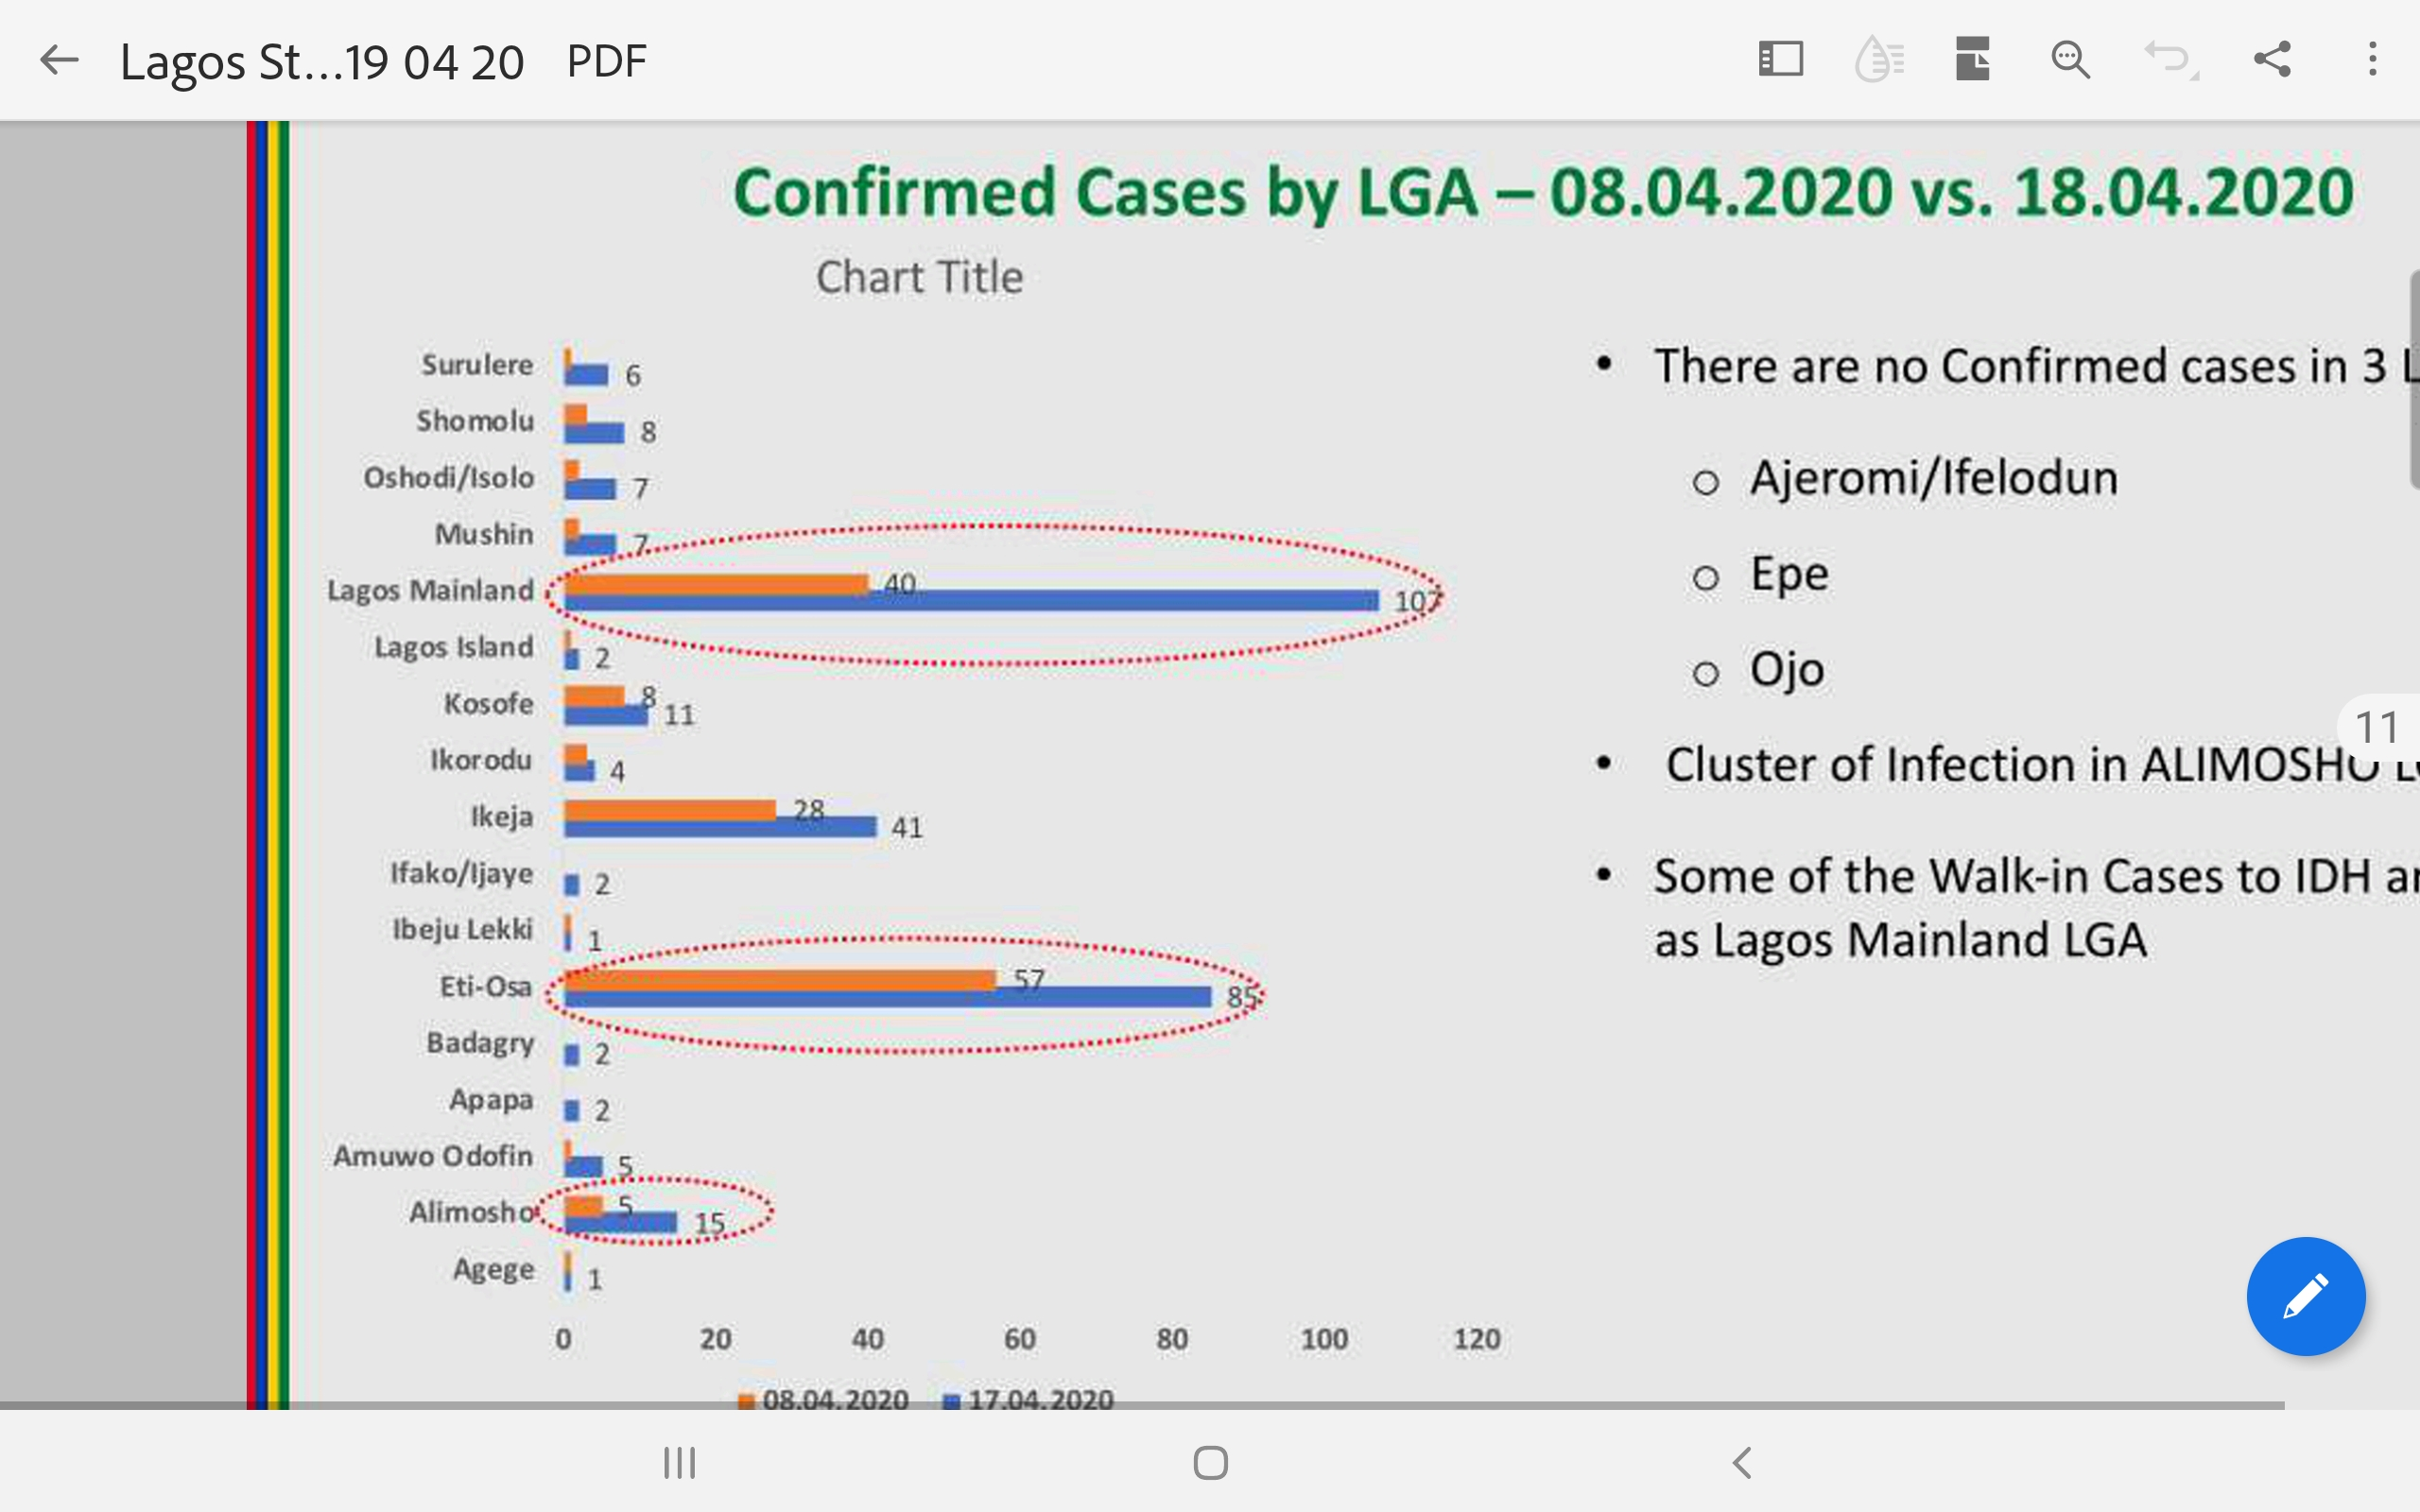 Lagos St...19 04 20 PDF
Confirmed Cases by LGA – 08.04.2020 vs. 18.04.2020
Chart Title
Surulere 6
Shomolu 8
Oshodi/Isolo 7
Mushin 7
Lagos Mainland 40 107
Lagos Island 2
Kosofe 8 11
Ikorodu 4
Ikeja 28 41
Ifako/Ijaye 2
Ibeju Lekki 1
Eti-Osa 57 85
Badagry 2
Apapa 2
Amuwo Odofin 5
Alimosho 5 15
Agege 1
0 20 40 60 80 100 120
08.04.2020 17.04.2020
• There are no Confirmed cases in 3
o Ajeromi/Ifelodun
o Epe
o Ojo
11
• Cluster of Infection in ALIMOSHO
• Some of the Walk-in Cases to IDH
as Lagos Mainland LGA